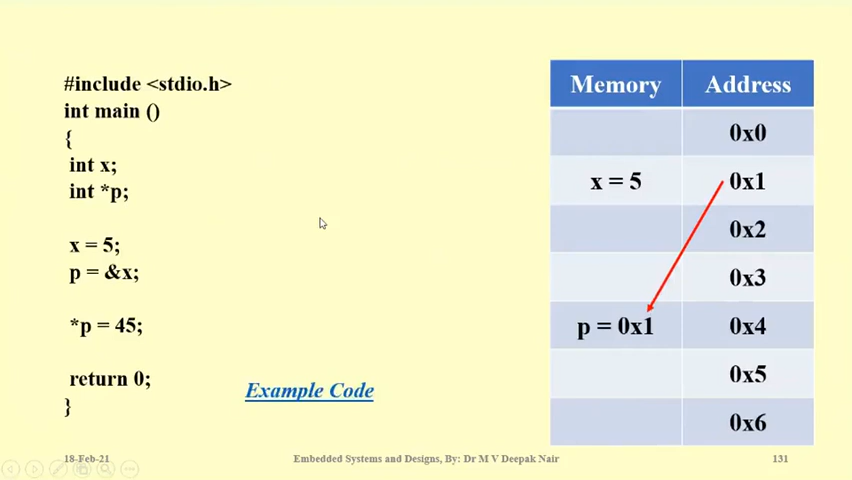 #include <stdio.h>
int main ()
{
int x;
int *p;
x = 5;
p = &x;
*p = 45;
return 0;
}
Example Code
Memory Address
0x0
x = 5 0x1
0x2
0x3
p = 0x1 0x4
0x5
0x6
18-Feb-21 Embedded Systems and Designs, By: Dr M V Deepak Nair 131